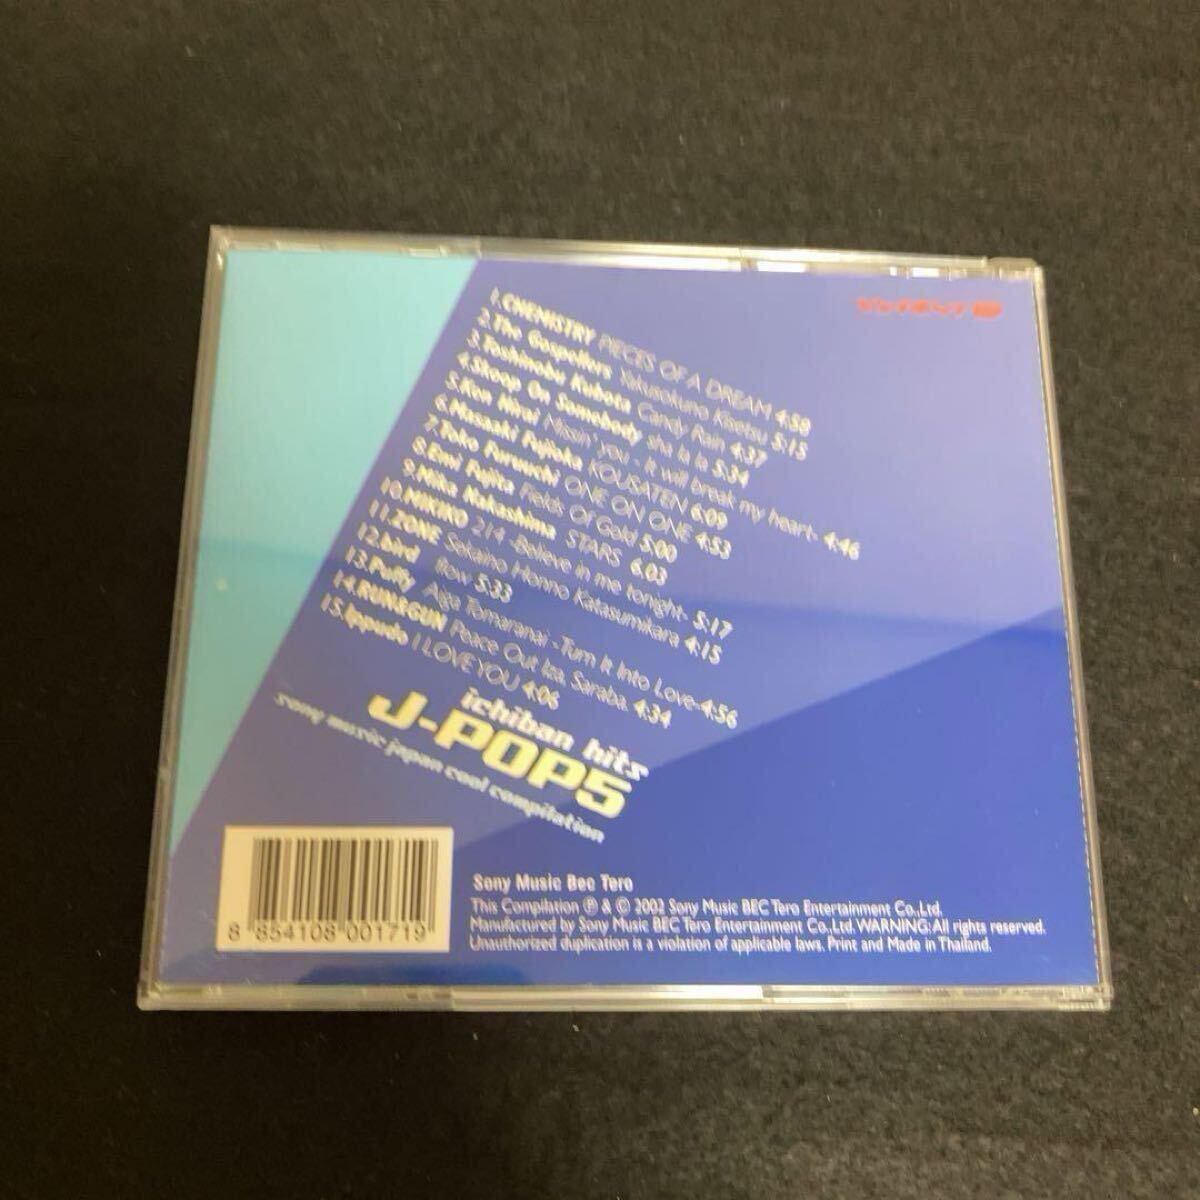 1.CHEMISTRY PIECES OF A DREAM 4:58
2.The Gospellers Yakusokuno Kisetsu 5:15
3.Toshinobu Kubota Candy Rain 4:37
4.Skoop On Somebody sha la la 5:34
5.Ken Hirai Missin' you - It will break my heart- 4:46
6.Masaaki Fujioka KOUSATEN 6:09
7.Toko Furuuchi ONE ON ONE 4:53
8.Emi Fujita Fields Of Gold 5:00
9.Mika Nakashima STARS 6.03
10.HIKIKO 214 -Believe in me tonight- 5:17
11.ZONE Sekaino Honno Katasumikara 4:15
12.bird flow 5:33
13.Puffy Aiga Tomaranai -Turn It Into Love-4:56
14.RUN&GUN Peace Out Iza, Saraba. 4:34
15.Ippudo I LOVE YOU 4:06
ichiban hits
J-POP5
sony music japan cool compilation
8 854108 001719
Sony Music Bec Tero
This Compilation ℗ & © 2002 Sony Music BEC Tero Entertainment Co.,Ltd.
Manufactured by Sony Music BEC Tero Entertainment Co.,Ltd. WARNING: All rights reserved.
Unauthorized duplication is a violation of applicable laws. Print and Made in Thailand.